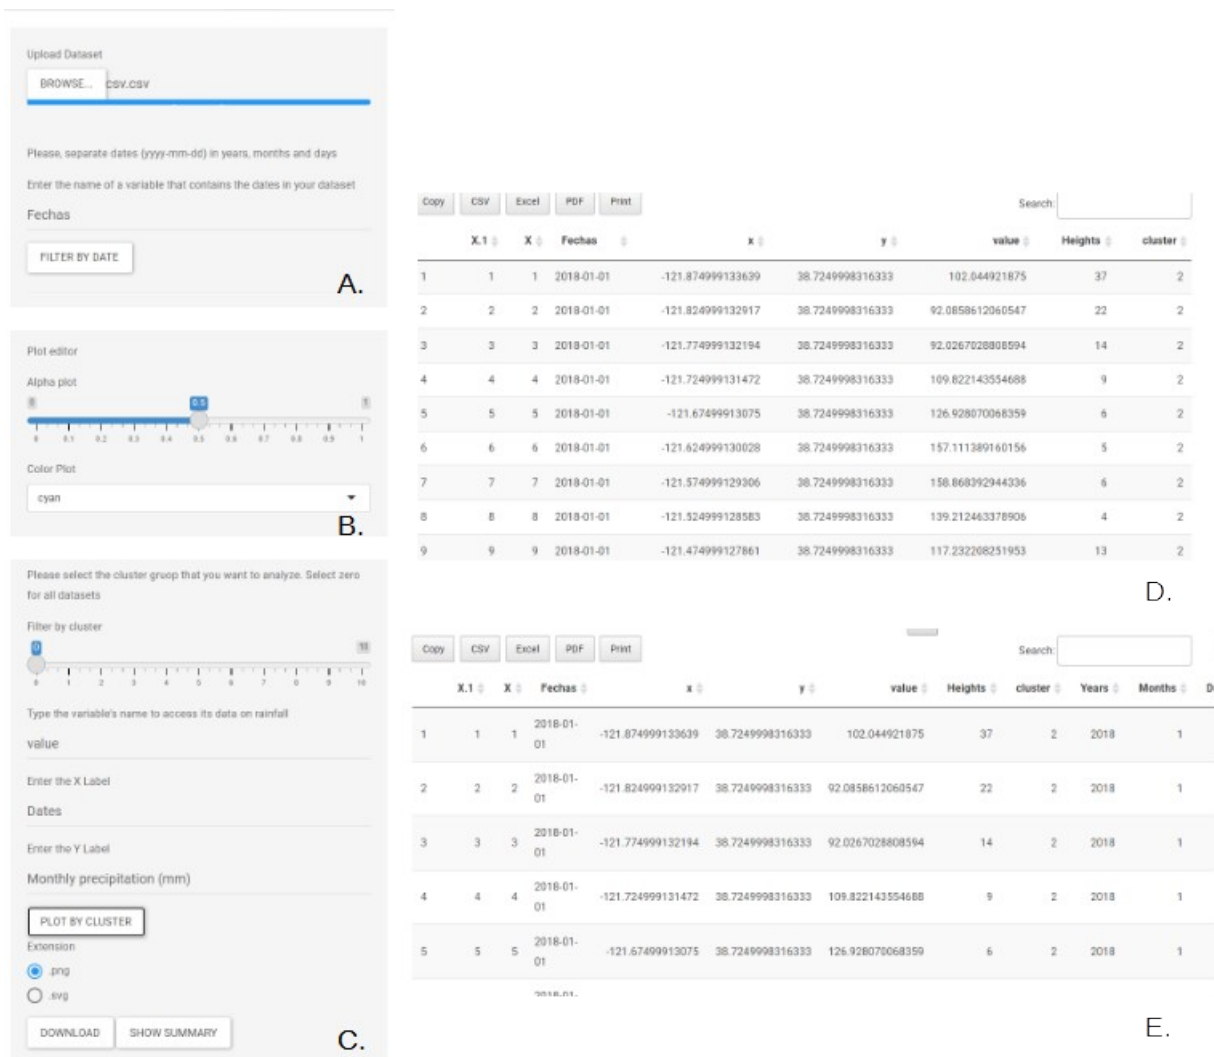 Upload Dataset
BROWSE... csv.csv
Please, separate dates (yyyy-mm-dd) in years, months and days
Enter the name of a variable that contains the dates in your dataset
Fechas
FILTER BY DATE
A.
Plot editor
Alpha plot
0 0.5 1
0 0.1 0.2 0.3 0.4 0.5 0.6 0.7 0.8 0.9 1
Color Plot
cyan
B.
Please select the cluster gruop that you want to analyze. Select zero
for all datasets
Filter by cluster
0 10
0 1 2 3 4 5 6 7 8 9 10
Type the variable's name to access its data on rainfall
value
Enter the X Label
Dates
Enter the Y Label
Monthly precipitation (mm)
PLOT BY CLUSTER
Extension
.png
.svg
DOWNLOAD SHOW SUMMARY
C.
Copy CSV Excel PDF Print Search:
X.1 X Fechas x y value Heights cluster
1 1 1 2018-01-01 -121.874999133639 38.7249998316333 102.044921875 37 2
2 2 2 2018-01-01 -121.824999132917 38.7249998316333 92.0858612060547 22 2
3 3 3 2018-01-01 -121.774999132194 38.7249998316333 92.0267028808594 14 2
4 4 4 2018-01-01 -121.724999131472 38.7249998316333 109.822143554688 9 2
5 5 5 2018-01-01 -121.67499913075 38.7249998316333 126.928070068359 6 2
6 6 6 2018-01-01 -121.624999130028 38.7249998316333 157.111389160156 5 2
7 7 7 2018-01-01 -121.574999129306 38.7249998316333 158.868392944336 6 2
8 8 8 2018-01-01 -121.524999128583 38.7249998316333 139.212463378906 4 2
9 9 9 2018-01-01 -121.474999127861 38.7249998316333 117.232208251953 13 2
D.
Copy CSV Excel PDF Print Search:
X.1 X Fechas x y value Heights cluster Years Months D
1 1 1 2018-01- -121.874999133639 38.7249998316333 102.044921875 37 2 2018 1
01
2 2 2 2018-01- -121.824999132917 38.7249998316333 92.0858612060547 22 2 2018 1
01
3 3 3 2018-01- -121.774999132194 38.7249998316333 92.0267028808594 14 2 2018 1
01
4 4 4 2018-01- -121.724999131472 38.7249998316333 109.822143554688 9 2 2018 1
01
5 5 5 2018-01- -121.67499913075 38.7249998316333 126.928070068359 6 2 2018 1
01
E.